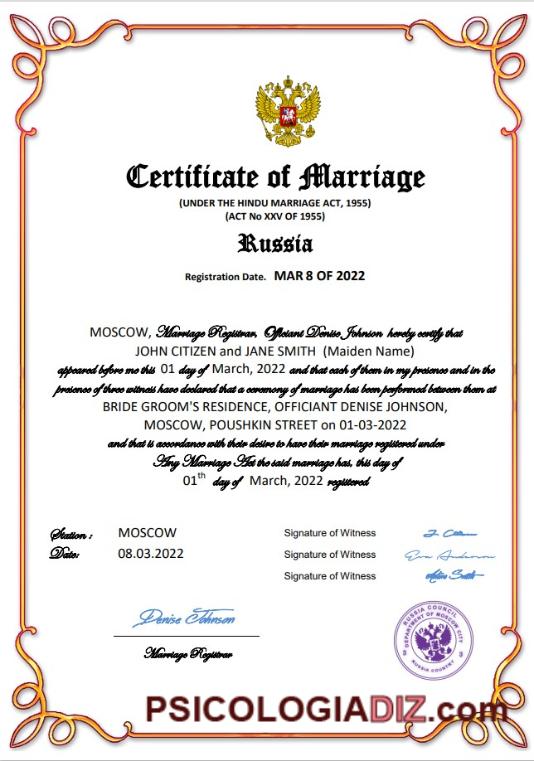 Certificate of Marriage
(UNDER THE HINDU MARRIAGE ACT, 1955)
(ACT No XXV OF 1955)
Russia
Registration Date. MAR 8 OF 2022
MOSCOW, Marriage Registrar, Officiant Denise Johnson hereby certify that
JOHN CITIZEN and JANE SMITH (Maiden Name)
appeared before me this 01 day of March, 2022 and that each of them in my presence and in the
presence of three witness have declared that a ceremony of marriage has been performed between them at
BRIDE GROOM'S RESIDENCE, OFFICIANT DENISE JOHNSON,
MOSCOW, POUSHKIN STREET on 01-03-2022
and that is accordance with their desire to have their marriage registered under
Any Marriage Act the said marriage has, this day of
01th day of March, 2022 registered
Station : MOSCOW
Date: 08.03.2022
Signature of Witness J. Citizen
Signature of Witness Eva Anderson
Signature of Witness Smith
Denise Johnson
Marriage Registrar
RUSSIA COUNCIL
DEPARTMENT OF MOSCOW CITY
RUSSIA COUNTRY
PSICOLOGIADIZ.com